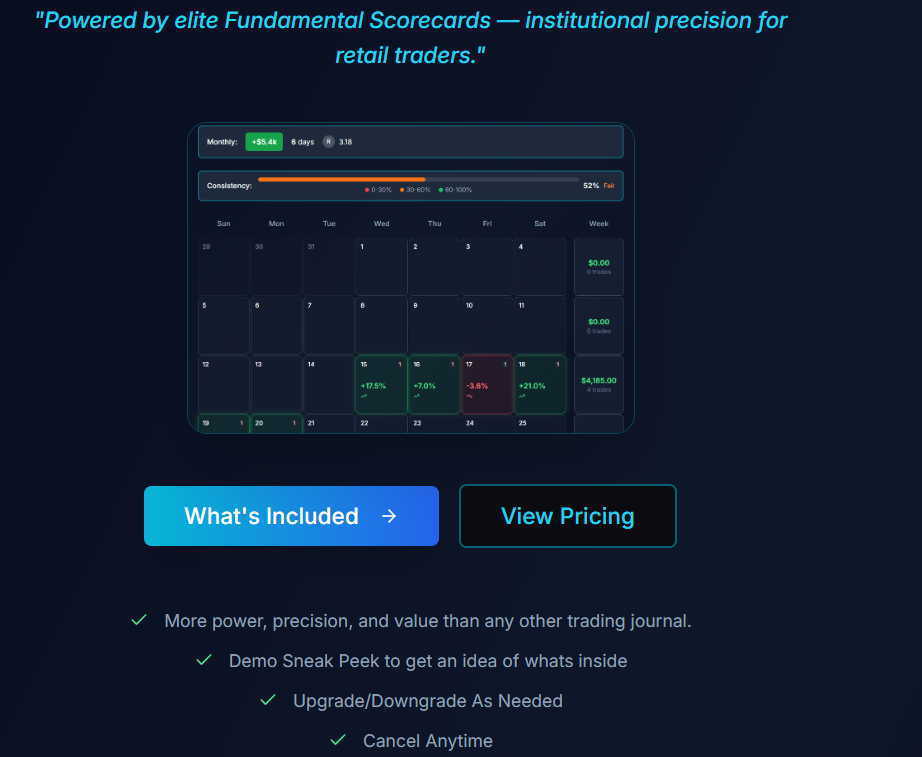 "Powered by elite Fundamental Scorecards — institutional precision for
retail traders."
Monthly: +$5.4k 6 days R 3.18
Consistency: 52% Fair
0-30% 30-60% 60-100%
Sun Mon Tue Wed Thu Fri Sat Week
29 30 31 1 2 3 4
$0.00
0 trades
5 6 7 8 9 10 11
$0.00
0 trades
12 13 14 15 1 16 1 17 1 18 1
+17.5% +7.0% -3.6% +21.0% $4,185.00
4 trades
19 1 20 1 21 22 23 24 25
What's Included →
View Pricing
More power, precision, and value than any other trading journal.
Demo Sneak Peek to get an idea of whats inside
Upgrade/Downgrade As Needed
Cancel Anytime